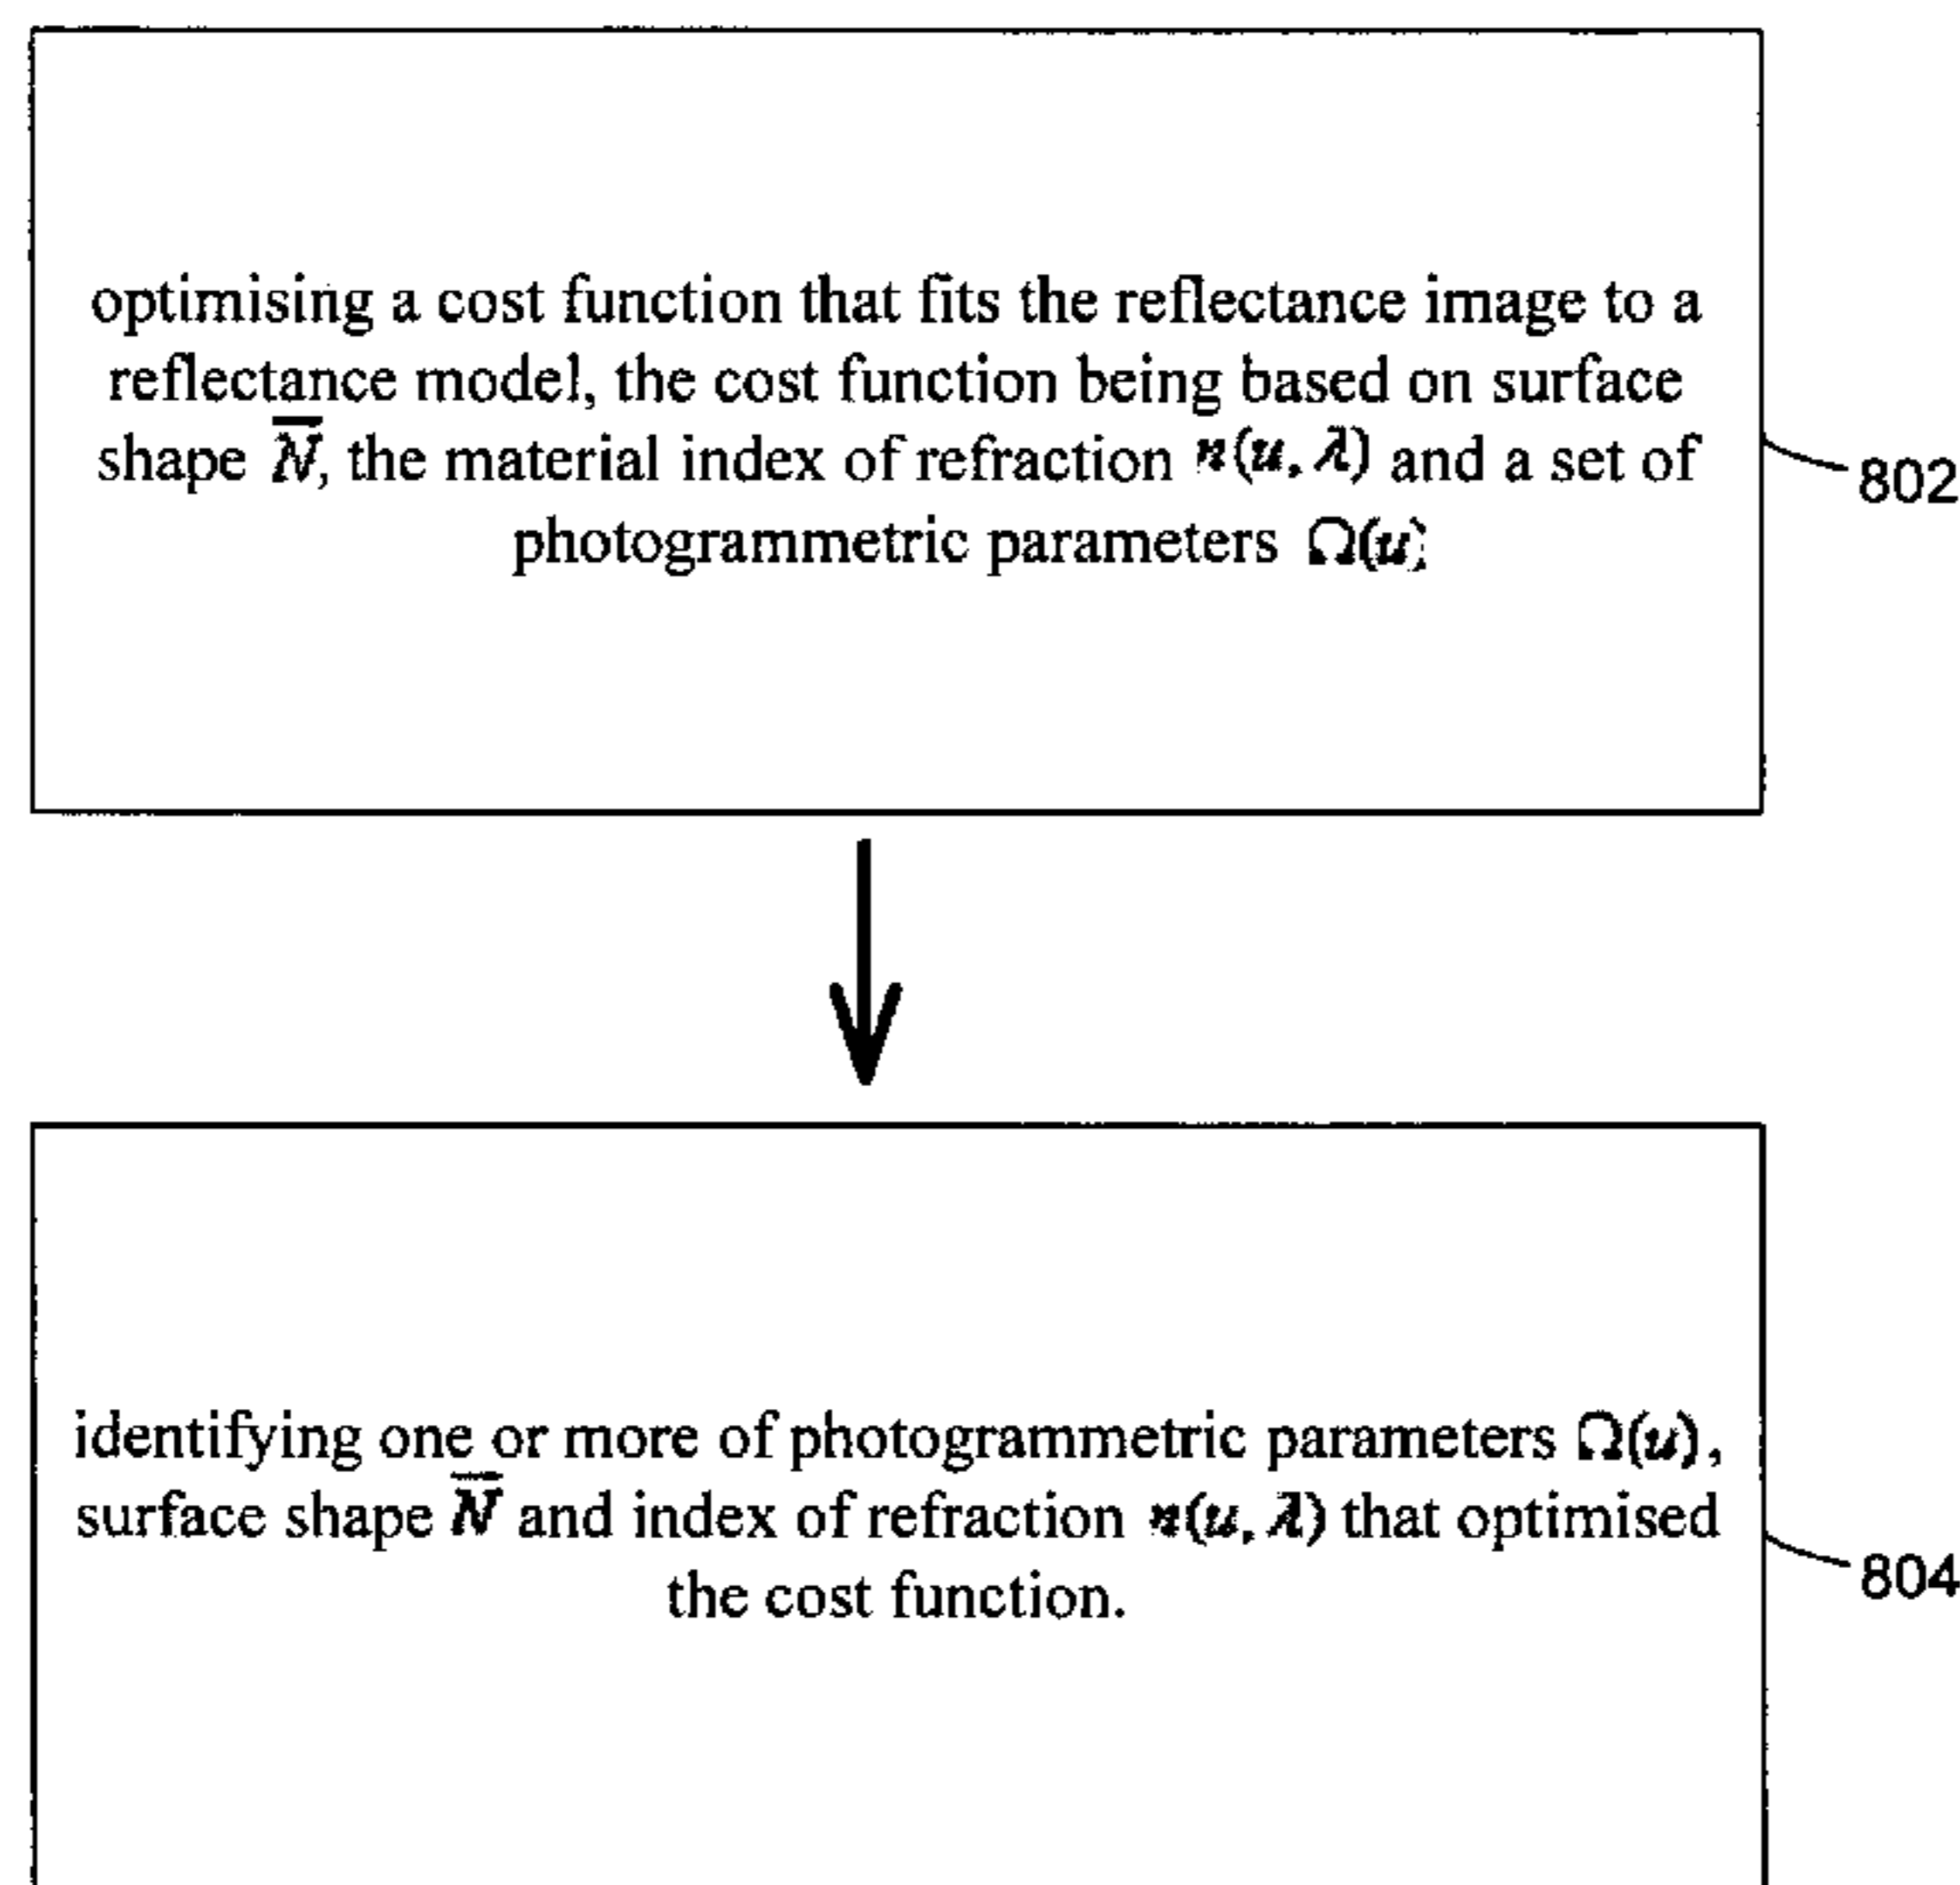 optimising a cost function that fits the reflectance image to a
reflectance model, the cost function being based on surface
shape N̅, the material index of refraction n(u, λ) and a set of
photogrammetric parameters Ω(u)
802
identifying one or more of photogrammetric parameters Ω(u),
surface shape N̅ and index of refraction n(u, λ) that optimised
the cost function.
804